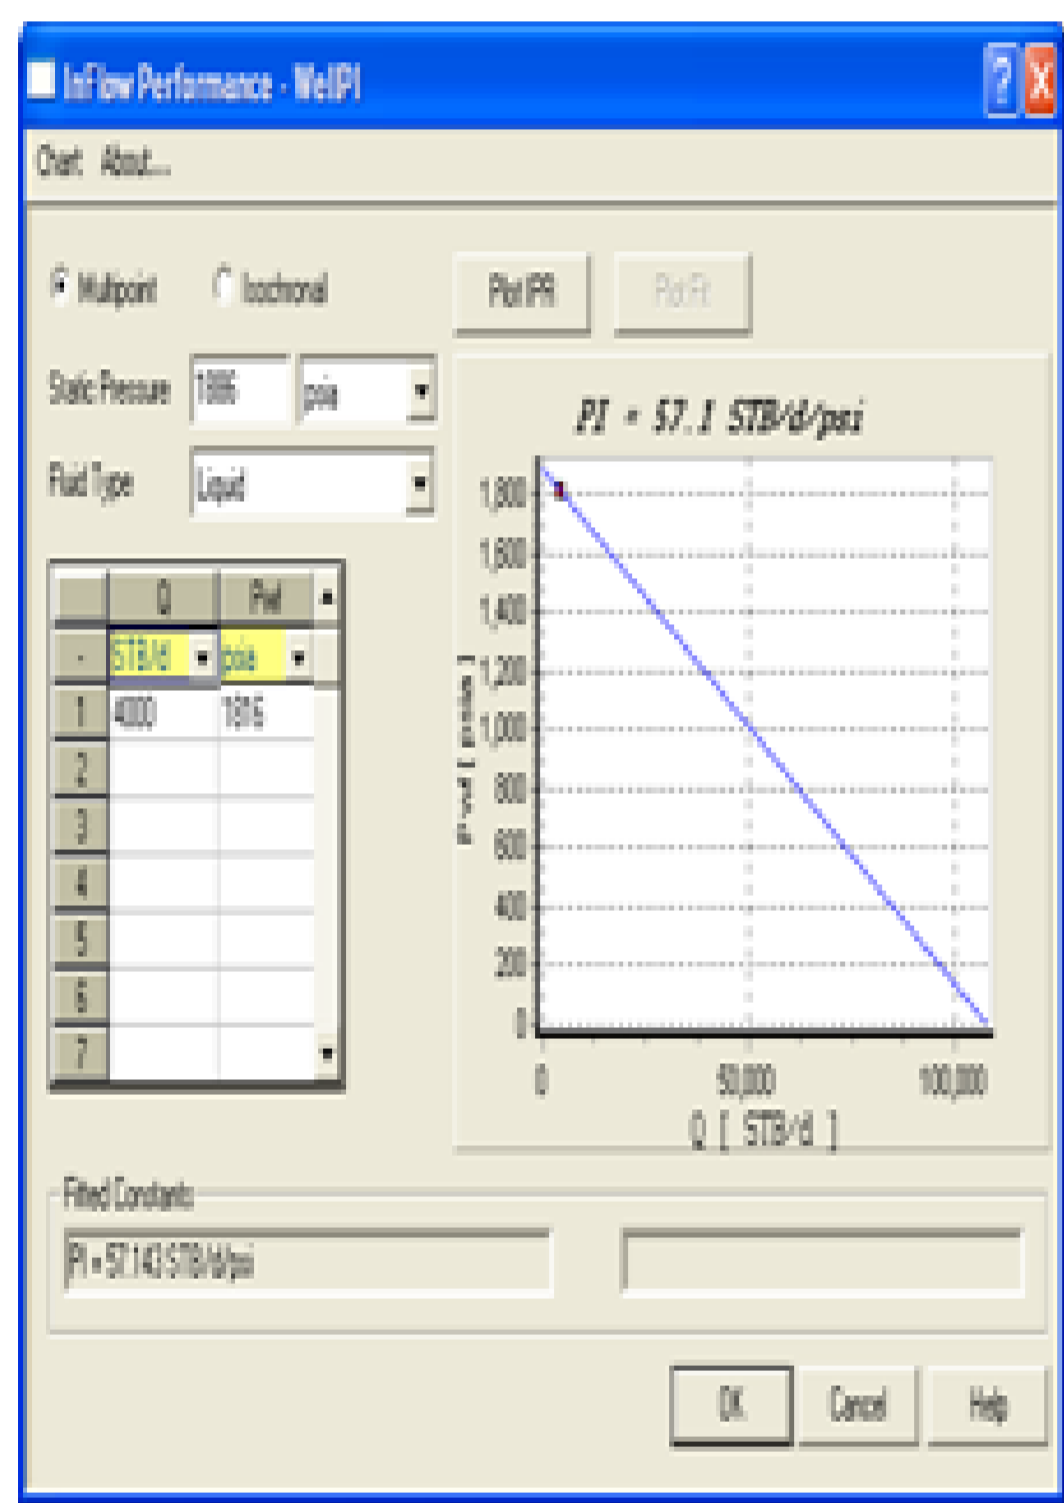 InFlow Performance - WellPI
Chart About...
Multipoint Isochronal Plot IPR Plot Fit
Static Pressure 1886 psia
Fluid Type Liquid
PI = 57.1 STB/d/psi
Q Pwf
- STB/d psia
1 4000 1816
2
3
4
5
6
7
Pwf [ psia ]
1,800
1,600
1,400
1,200
1,000
800
600
400
200
0
0 50,000 100,000
Q [ STB/d ]
Fitted Constants
PI = 57.143 STB/d/psi
OK Cancel Help